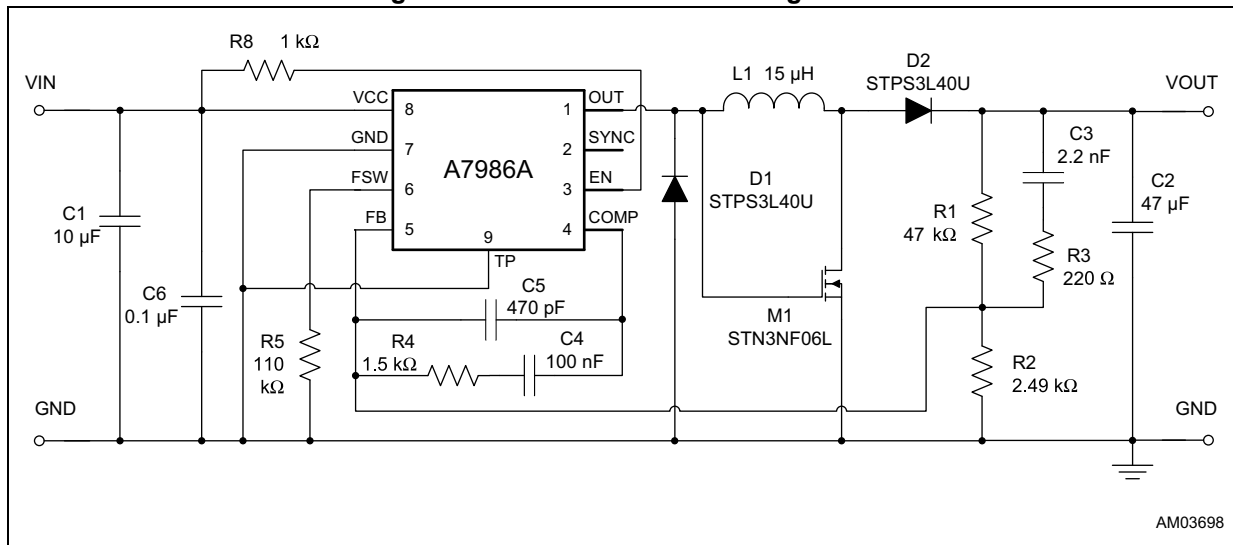 R8 1 kΩ
VIN
VCC
GND
FSW
FB
8
7
6
5
A7986A
9
TP
1
2
3
4
OUT
SYNC
EN
COMP
L1 15 µH
D2
STPS3L40U
VOUT
D1
STPS3L40U
M1
STN3NF06L
C3
2.2 nF
C2
47 µF
R1
47 kΩ
R3
220 Ω
R2
2.49 kΩ
C1
10 µF
C6
0.1 µF
R5
110
kΩ
C5
470 pF
R4
1.5 kΩ
C4
100 nF
GND
GND
AM03698